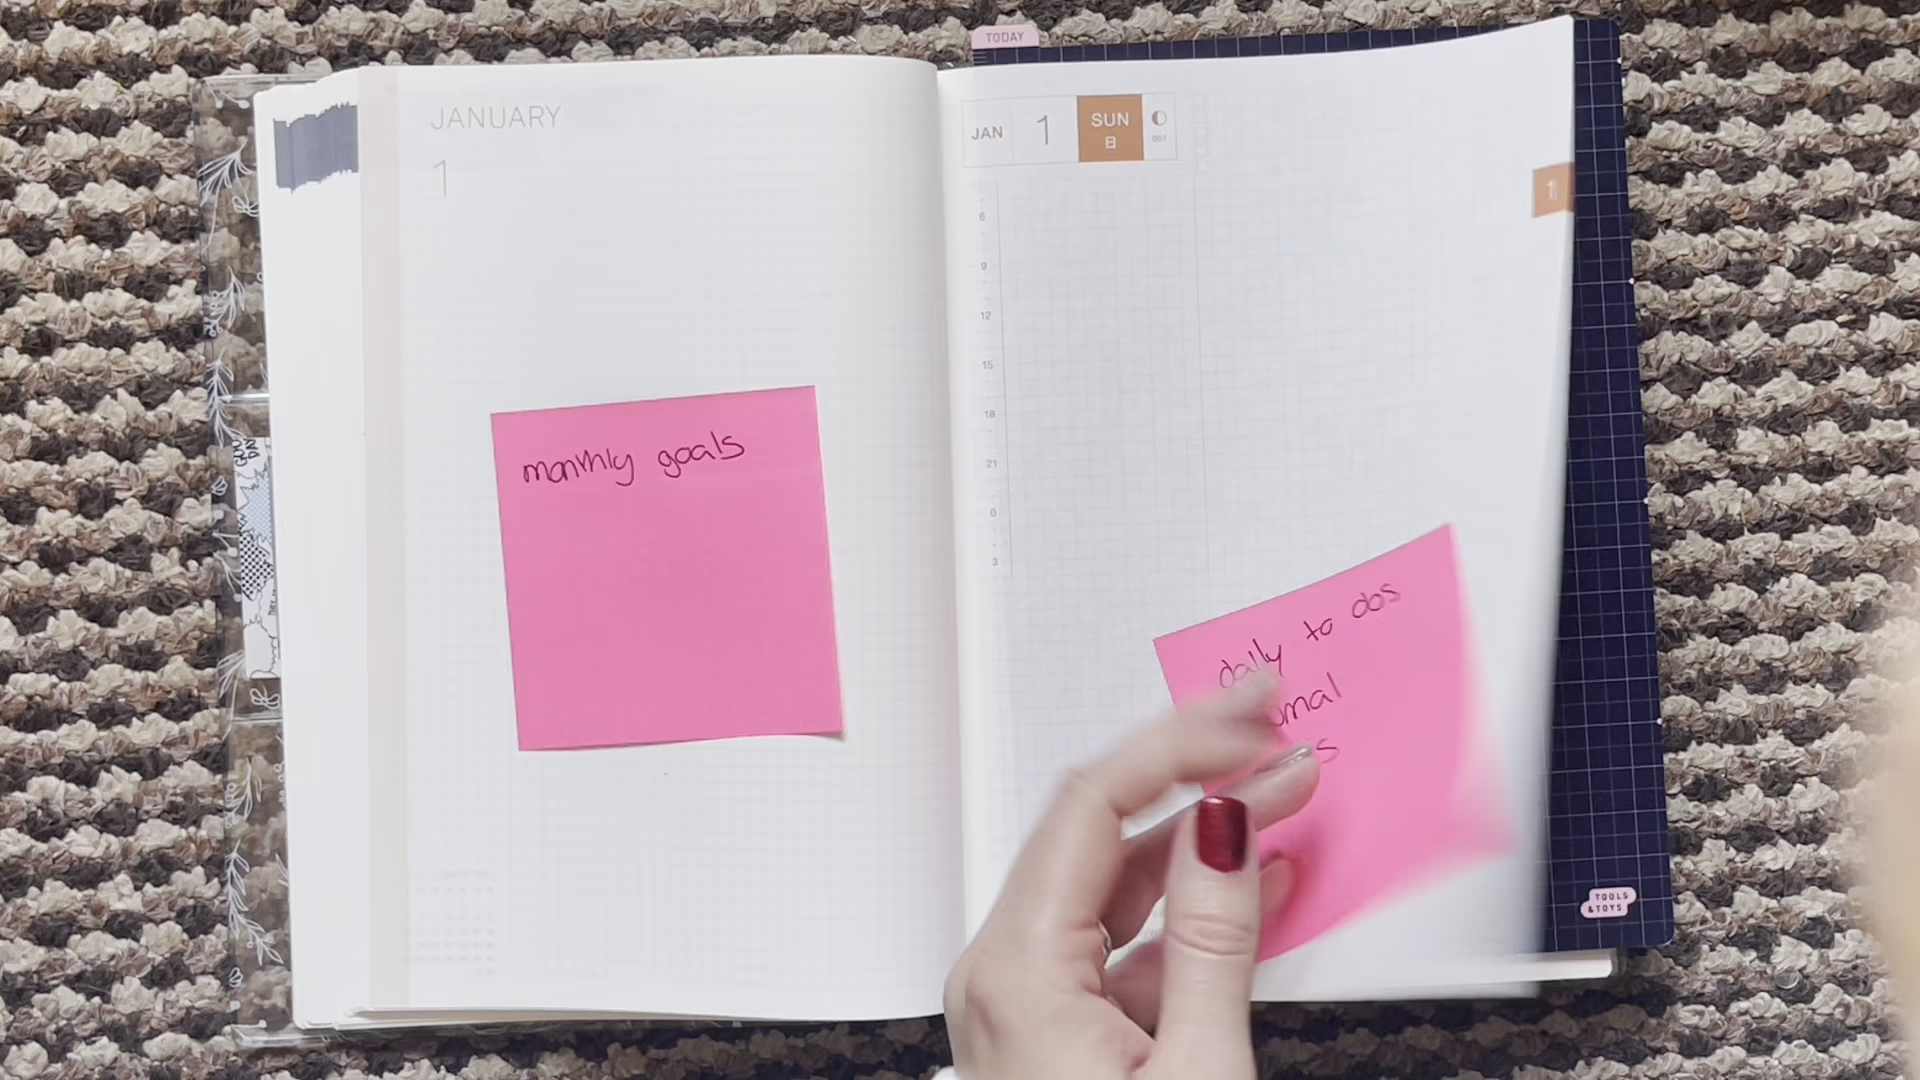 TODAY
JANUARY
1
monthly goals
JAN 1 SUN
日
6
9
12
15
18
21
0
3
1
daily to dos
TOOLS
& TOYS